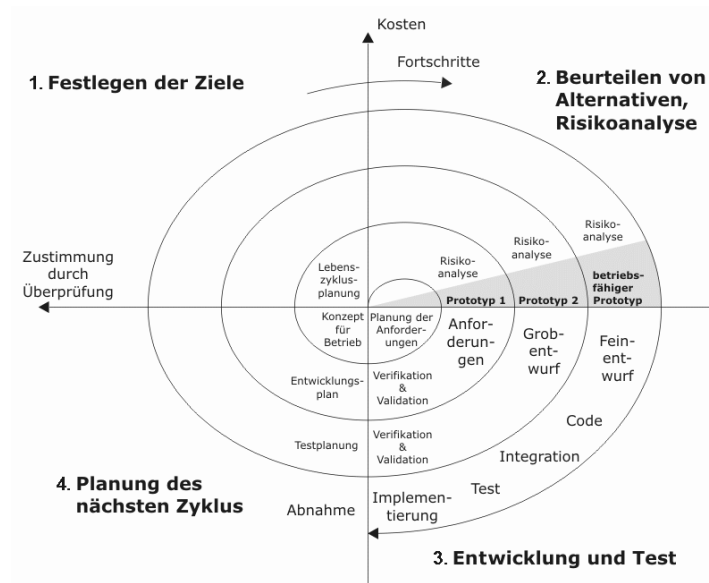 Kosten
Fortschritte
1. Festlegen der Ziele
2. Beurteilen von
Alternativen,
Risikoanalyse
Zustimmung
durch
Überprüfung
Lebens-
zyklus-
planung
Risiko-
analyse
Risiko-
analyse
Risiko-
analyse
Prototyp 1
Prototyp 2
betriebs-
fähiger
Prototyp
Konzept
für
Betrieb
Planung der
Anforder-
ungen
Anfor-
derun-
gen
Grob-
ent-
wurf
Fein-
ent-
wurf
Entwicklungs-
plan
Verifikation
&
Validation
Code
Testplanung
Verifikation
&
Validation
Integration
4. Planung des
nächsten Zyklus
Abnahme
Implemen-
tierung
Test
3. Entwicklung und Test